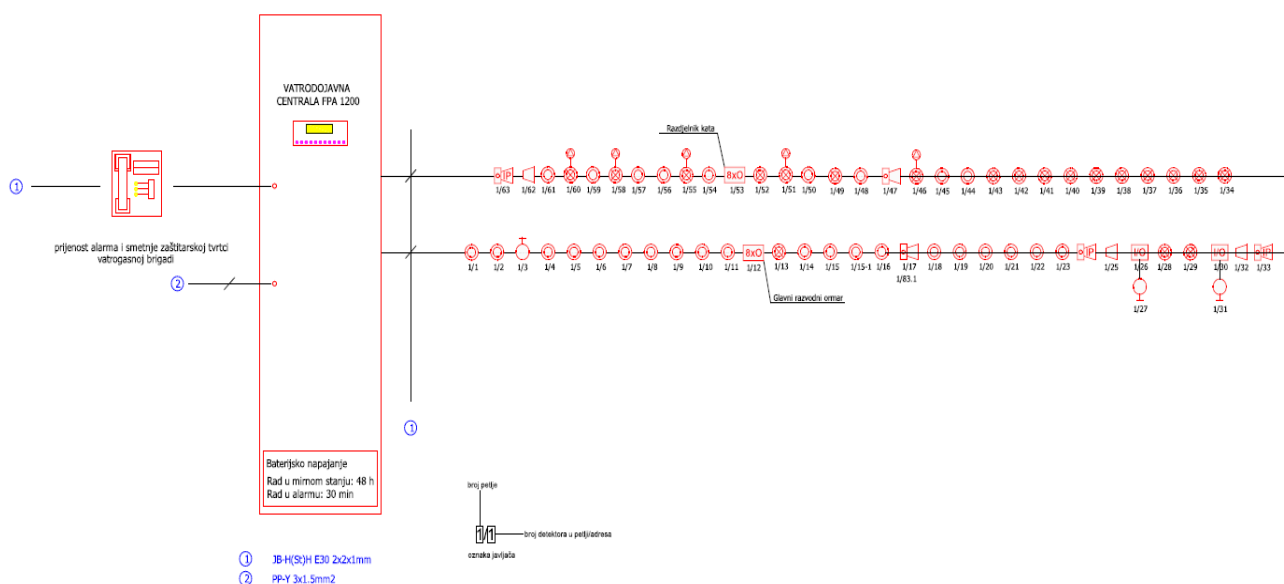 VATRODOJAVNA
CENTRALA FPA 1200
Razdjelnik kata
8xO
IP
1/63 1/62 1/61 1/60 1/59 1/58 1/57 1/56 1/55 1/54 1/53 1/52 1/51 1/50 1/49 1/48 1/47 1/46 1/45 1/44 1/43 1/42 1/41 1/40 1/39 1/38 1/37 1/36 1/35 1/34
1
prijenost alarma i smetnje zaštitarskoj tvrtci
vatrogasnoj brigadi
2
8xO IP I/O I/O IP
1/1 1/2 1/3 1/4 1/5 1/6 1/7 1/8 1/9 1/10 1/11 1/12 1/13 1/14 1/15 1/15-1 1/16 1/17 1/18 1/19 1/20 1/21 1/22 1/23 1/25 1/26 1/28 1/29 1/30 1/32 1/33
1/83.1
Glavni razvodni ormar
1/27 1/31
1
Baterijsko napajanje
Rad u mirnom stanju: 48 h
Rad u alarmu: 30 min
broj petlje
1/1
broj detektora u petlji/adresa
oznaka javljača
1 JB-H(St)H E30 2x2x1mm
2 PP-Y 3x1.5mm2